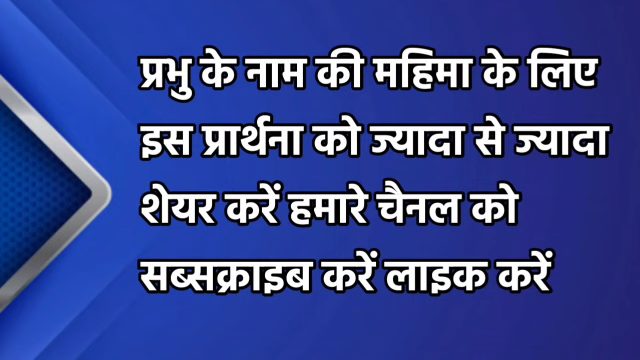 प्रभु के नाम की महिमा के लिए
इस प्रार्थना को ज्यादा से ज्यादा
शेयर करें हमारे चैनल को
सब्सक्राइब करें लाइक करें